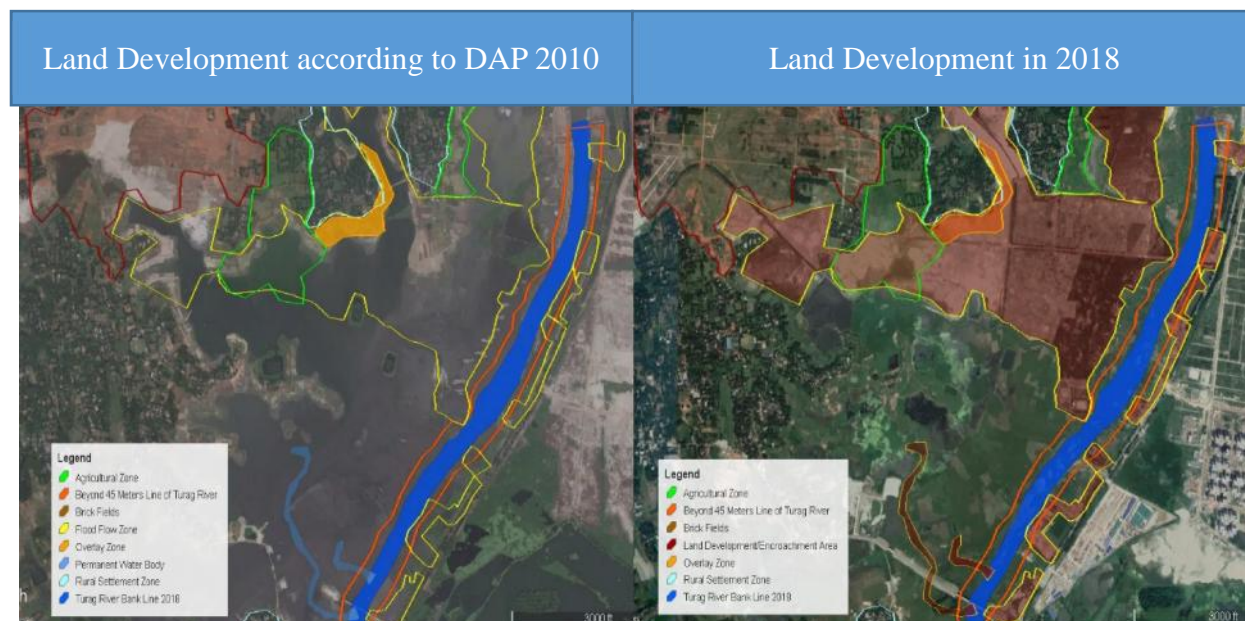 Land Development according to DAP 2010
Land Development in 2018
Legend
Agricultural Zone
Beyond 45 Meters Line of Turag River
Brick Fields
Flood Flow Zone
Overlay Zone
Permanent Water Body
Rural Settlement Zone
Turag River Bank Line 2018
3000 ft
Legend
Agricultural Zone
Beyond 45 Meters Line of Turag River
Brick Fields
Land Development/Encroachment Area
Overlay Zone
Rural Settlement Zone
Turag River Bank Line 2019
3000 ft